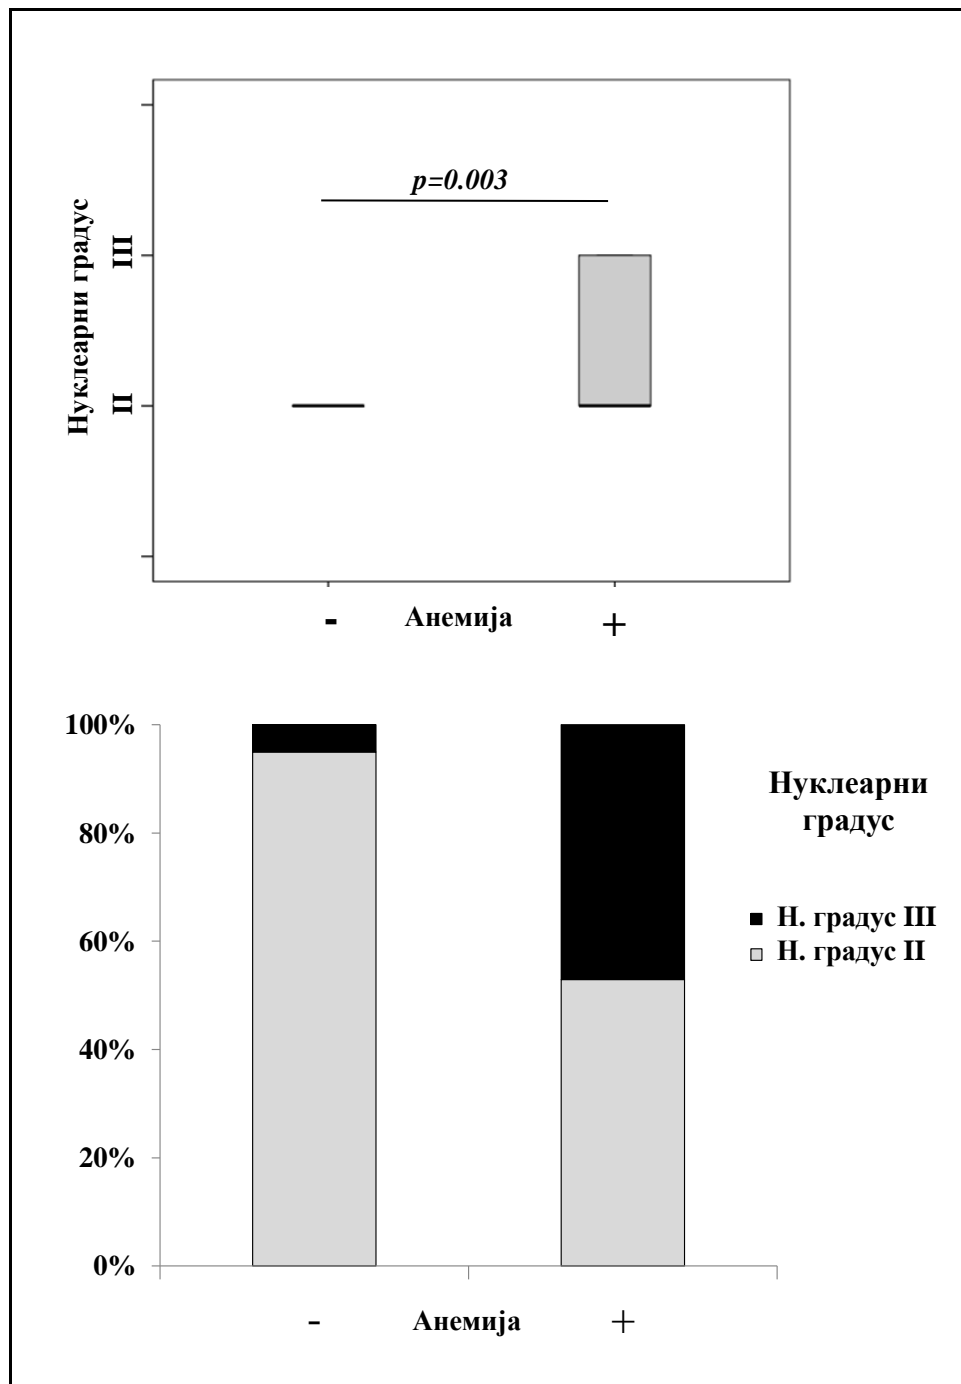 p=0.003
Нуклеарни градус
III
II
- Анемија +
100%
80%
60%
40%
20%
0%
Нуклеарни
градус
Н. градус III
Н. градус II
- Анемија +